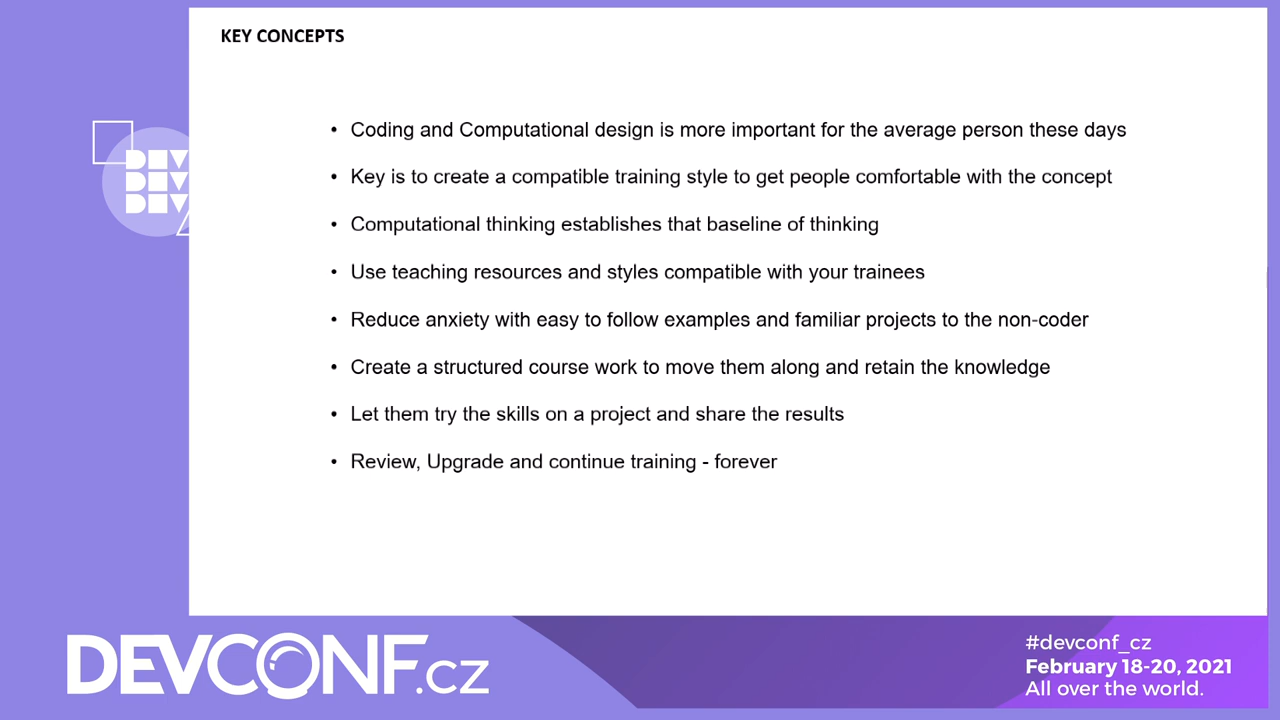 KEY CONCEPTS
• Coding and Computational design is more important for the average person these days
• Key is to create a compatible training style to get people comfortable with the concept
• Computational thinking establishes that baseline of thinking
• Use teaching resources and styles compatible with your trainees
• Reduce anxiety with easy to follow examples and familiar projects to the non-coder
• Create a structured course work to move them along and retain the knowledge
• Let them try the skills on a project and share the results
• Review, Upgrade and continue training - forever
DEV
DEV
DEV
DEVCONF.cz
#devconf_cz
February 18-20, 2021
All over the world.